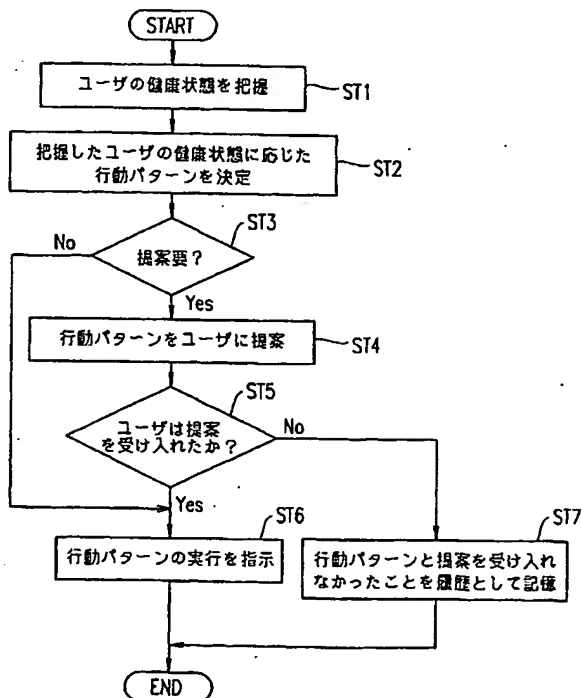 START
ユーザの健康状態を把握
ST1
把握したユーザの健康状態に応じた
行動パターンを決定
ST2
ST3
No
提案要？
Yes
行動パターンをユーザに提案
ST4
ST5
ユーザは提案
を受け入れたか？
No
Yes
ST6
ST7
行動パターンの実行を指示
行動パターンと提案を受け入れ
なかったことを履歴として記憶
END